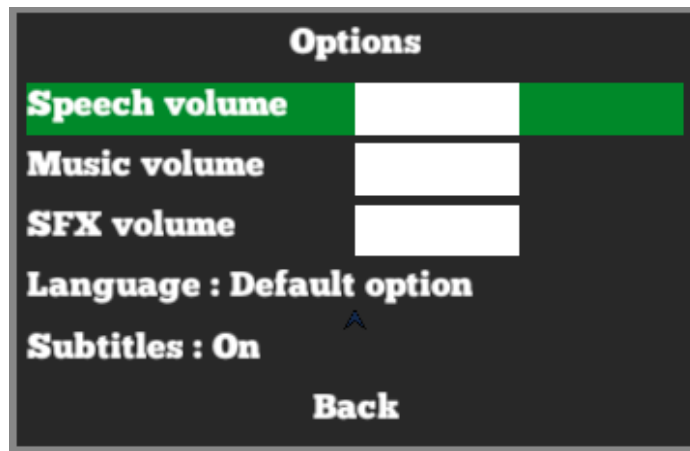 Options
Speech volume
Music volume
SFX volume
Language : Default option
Subtitles : On
Back